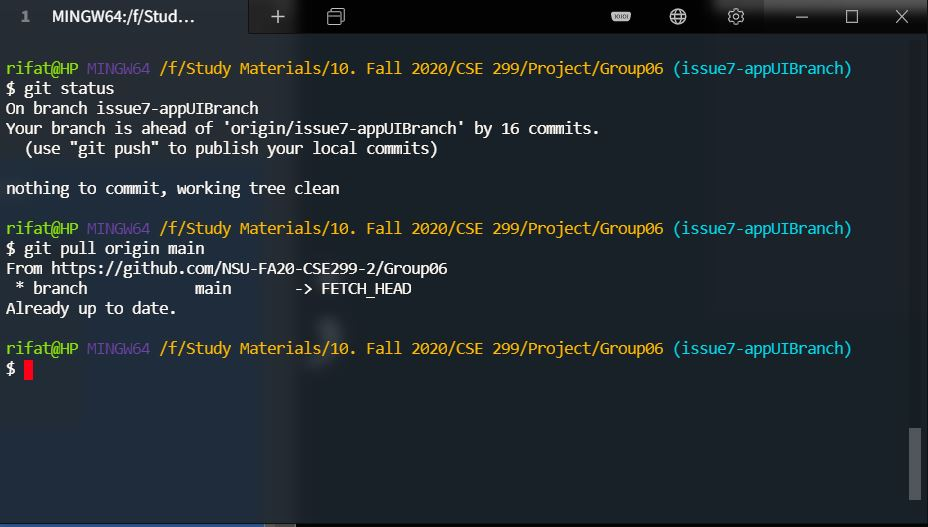 1 MINGW64:/f/Stud...
rifat@HP MINGW64 /f/Study Materials/10. Fall 2020/CSE 299/Project/Group06 (issue7-appUIBranch)
$ git status
On branch issue7-appUIBranch
Your branch is ahead of 'origin/issue7-appUIBranch' by 16 commits.
  (use "git push" to publish your local commits)
nothing to commit, working tree clean
rifat@HP MINGW64 /f/Study Materials/10. Fall 2020/CSE 299/Project/Group06 (issue7-appUIBranch)
$ git pull origin main
From https://github.com/NSU-FA20-CSE299-2/Group06
 * branch            main       -> FETCH_HEAD
Already up to date.
rifat@HP MINGW64 /f/Study Materials/10. Fall 2020/CSE 299/Project/Group06 (issue7-appUIBranch)
$